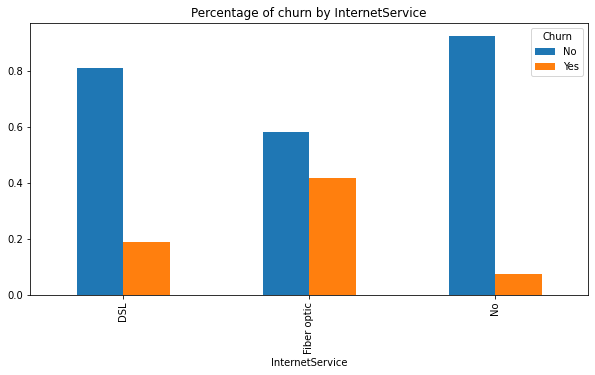 Percentage of churn by InternetService
Churn
No
Yes
0.8
0.6
0.4
0.2
0.0
DSL
Fiber optic
No
InternetService